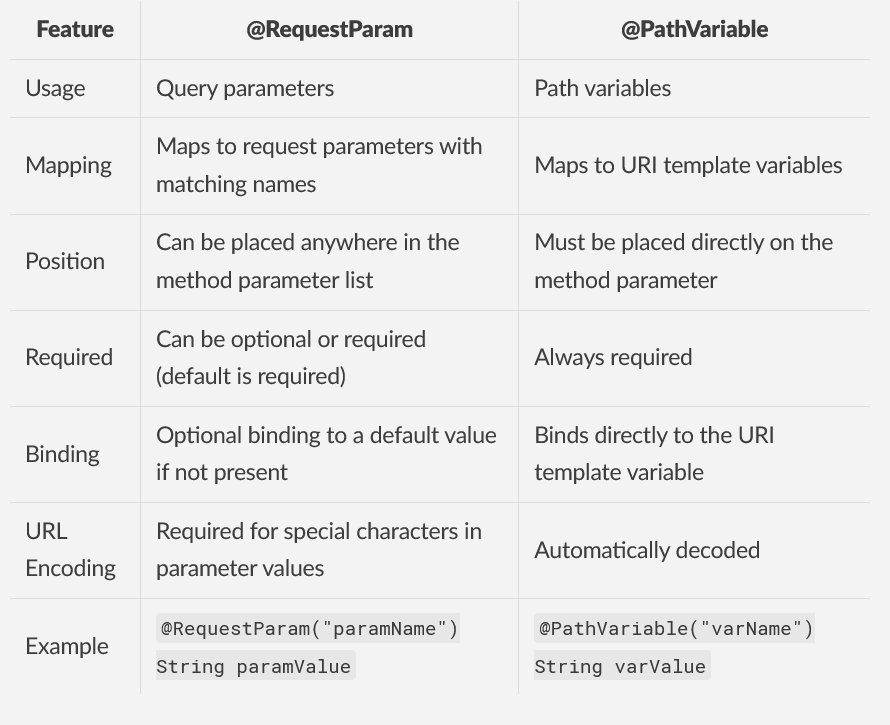 Feature @RequestParam @PathVariable
Usage Query parameters Path variables
Mapping Maps to request parameters with
matching names Maps to URI template variables
Position Can be placed anywhere in the
method parameter list Must be placed directly on the
method parameter
Required Can be optional or required
(default is required) Always required
Binding Optional binding to a default value
if not present Binds directly to the URI
template variable
URL
Encoding Required for special characters in
parameter values Automatically decoded
Example @RequestParam("paramName")
String paramValue @PathVariable("varName")
String varValue